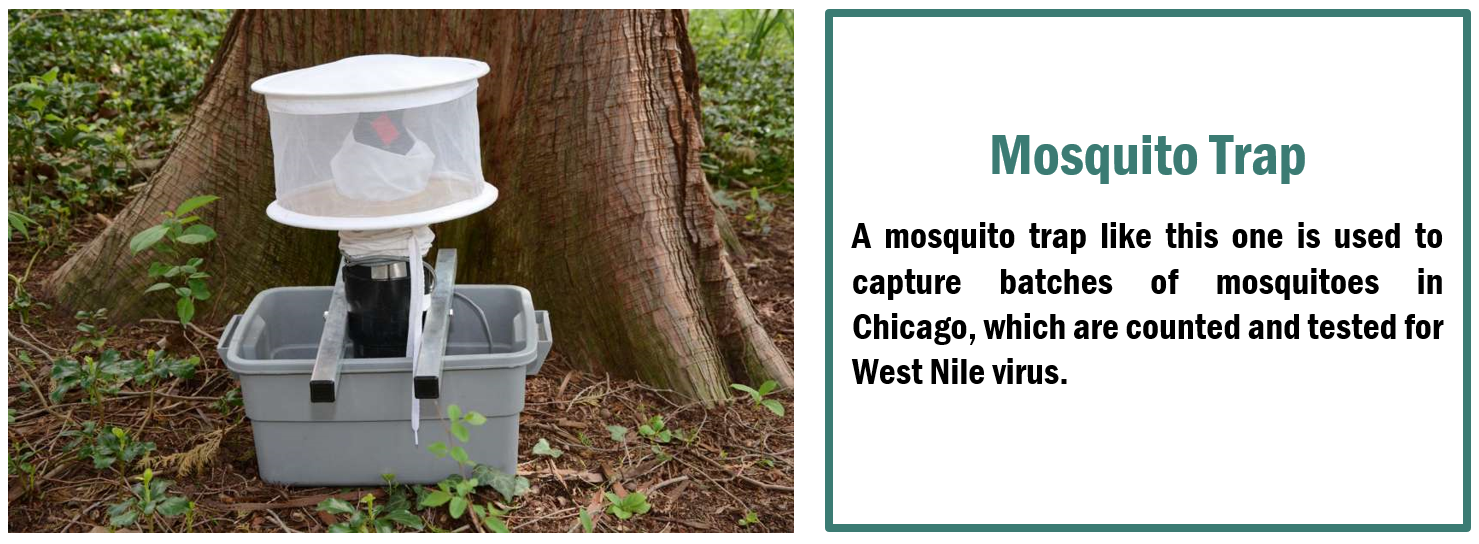 Mosquito Trap
A mosquito trap like this one is used to
capture batches of mosquitoes in
Chicago, which are counted and tested for
West Nile virus.